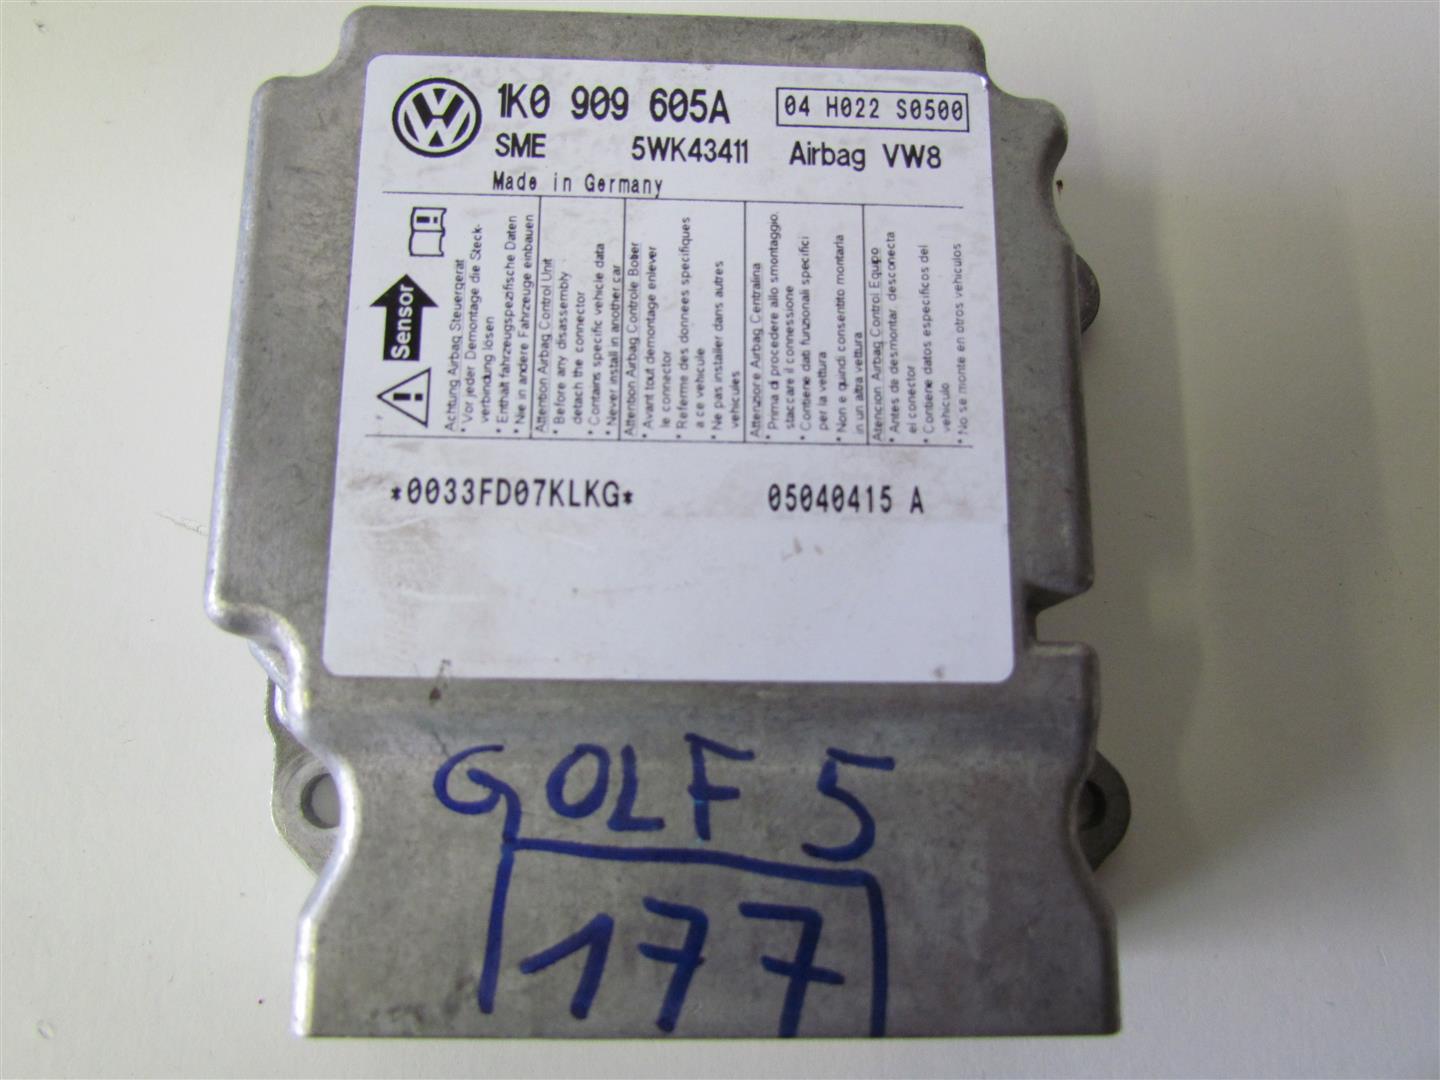 1K0 909 605A
04 H022 S0500
SME 5WK43411 Airbag VW8
Made in Germany
Sensor
Achtung Airbag Steuergerät
* Vor jeder Demontage die Steck-
verbindung lösen
* Enthält fahrzeugspezifische Daten
* Nie in andere Fahrzeuge einbauen
Attention Airbag Control Unit
* Before any disassembly
detach the connector
* Contains specific vehicle data
* Never install in another car
Attention Airbag Controle Boîtier
* Avant tout demontage enlever
le connector
* Referme des donnees specifiques
a ce vehicule
* Ne pas installer dans autres
vehicules
Attenzione Airbag Centralina
* Prima di procedere allo smontaggio,
staccare il connessione
* Contiene dati funzionali specifici
per la vettura
* Non e quindi consentito montarla
in un altra vettura
Atencion Airbag Control Equipo
* Antes de desmontar, desconecta
el conector
* Contiene datos especificos del
vehiculo
* No se monte en otros vehiculos
*0033FD07KLKG* 05040415 A
GOLF 5
177